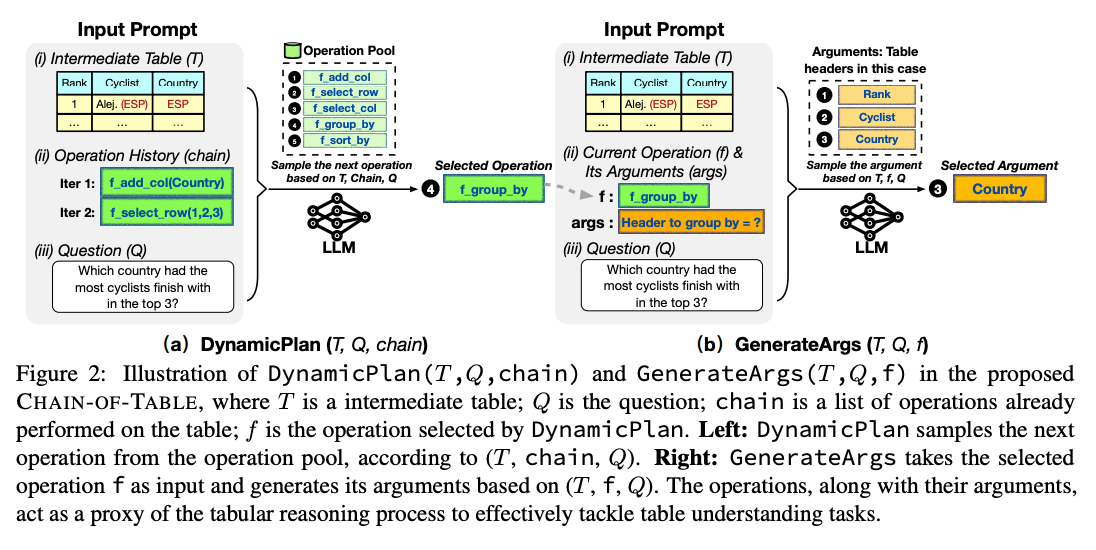 Input Prompt
(i) Intermediate Table (T)
Rank Cyclist Country
1 Alej. (ESP) ESP
... ... ...
(ii) Operation History (chain)
Iter 1: f_add_col(Country)
Iter 2: f_select_row(1,2,3)
(iii) Question (Q)
Which country had the
most cyclists finish with
in the top 3?
Operation Pool
1 f_add_col
2 f_select_row
3 f_select_col
4 f_group_by
5 f_sort_by
Sample the next operation
based on T, Chain, Q
LLM
Selected Operation
4 f_group_by
(a) DynamicPlan (T, Q, chain)
Input Prompt
(i) Intermediate Table (T)
Rank Cyclist Country
1 Alej. (ESP) ESP
... ... ...
(ii) Current Operation (f) &
Its Arguments (args)
f : f_group_by
args : Header to group by = ?
(iii) Question (Q)
Which country had the
most cyclists finish with
in the top 3?
Arguments: Table
headers in this case
1 Rank
2 Cyclist
3 Country
Sample the argument
based on T, f, Q
LLM
Selected Argument
3 Country
(b) GenerateArgs (T, Q, f)
Figure 2: Illustration of DynamicPlan(T,Q,chain) and GenerateArgs(T,Q,f) in the proposed
CHAIN-OF-TABLE, where T is a intermediate table; Q is the question; chain is a list of operations already
performed on the table; f is the operation selected by DynamicPlan. Left: DynamicPlan samples the next
operation from the operation pool, according to (T, chain, Q). Right: GenerateArgs takes the selected
operation f as input and generates its arguments based on (T, f, Q). The operations, along with their arguments,
act as a proxy of the tabular reasoning process to effectively tackle table understanding tasks.